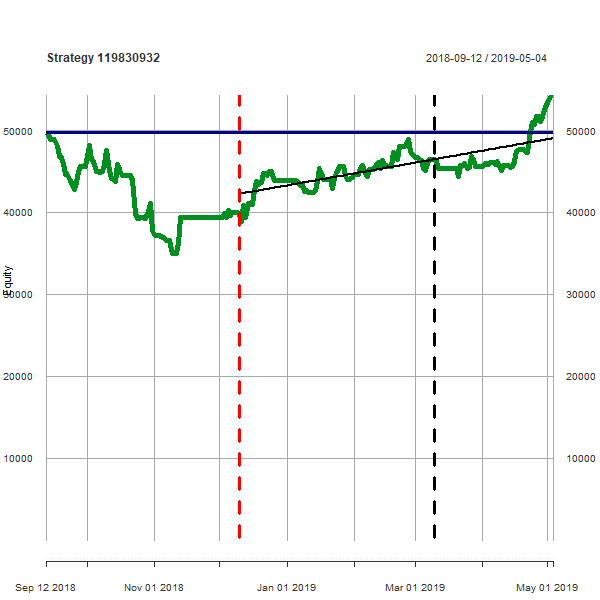 Strategy 119830932
2018-09-12 / 2019-05-04
50000
50000
40000
40000
Equity
30000
30000
20000
20000
10000
10000
Sep 12 2018
Nov 01 2018
Jan 01 2019
Mar 01 2019
May 01 2019